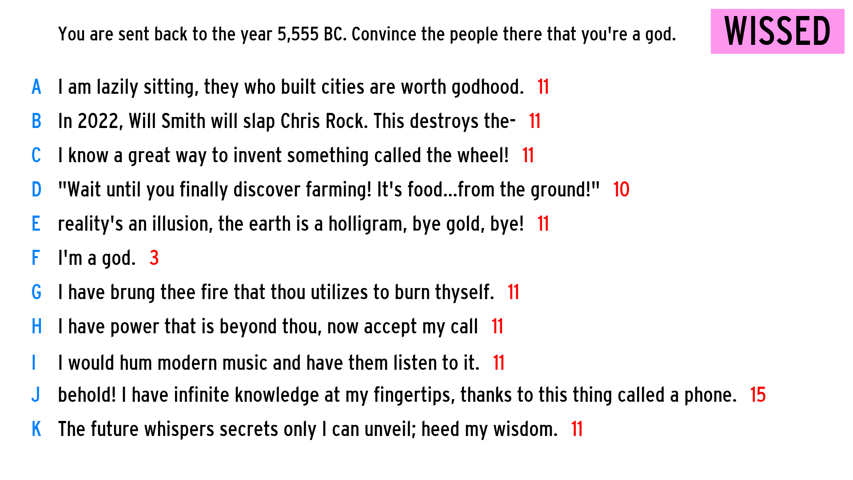 You are sent back to the year 5,555 BC. Convince the people there that you're a god.
WISSED
A I am lazily sitting, they who built cities are worth godhood. 11
B In 2022, Will Smith will slap Chris Rock. This destroys the- 11
C I know a great way to invent something called the wheel! 11
D "Wait until you finally discover farming! It's food...from the ground!" 10
E reality's an illusion, the earth is a holligram, bye gold, bye! 11
F I'm a god. 3
G I have brung thee fire that thou utilizes to burn thyself. 11
H I have power that is beyond thou, now accept my call 11
I I would hum modern music and have them listen to it. 11
J behold! I have infinite knowledge at my fingertips, thanks to this thing called a phone. 15
K The future whispers secrets only I can unveil; heed my wisdom. 11